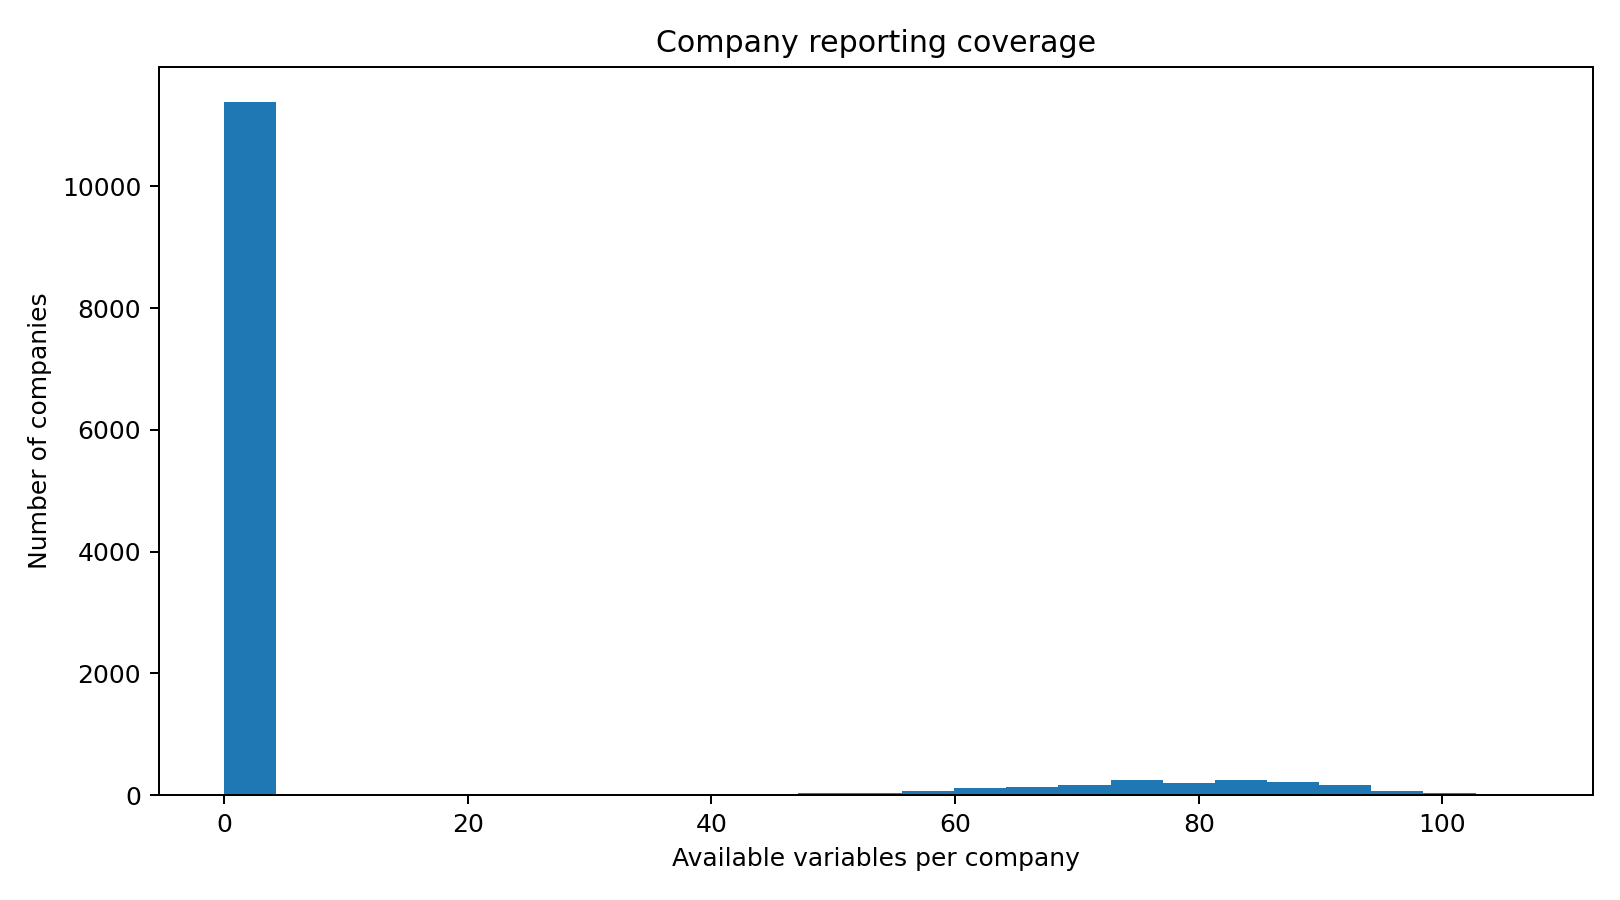 Company reporting coverage
Number of companies
10000
8000
6000
4000
2000
0
0 20 40 60 80 100
Available variables per company